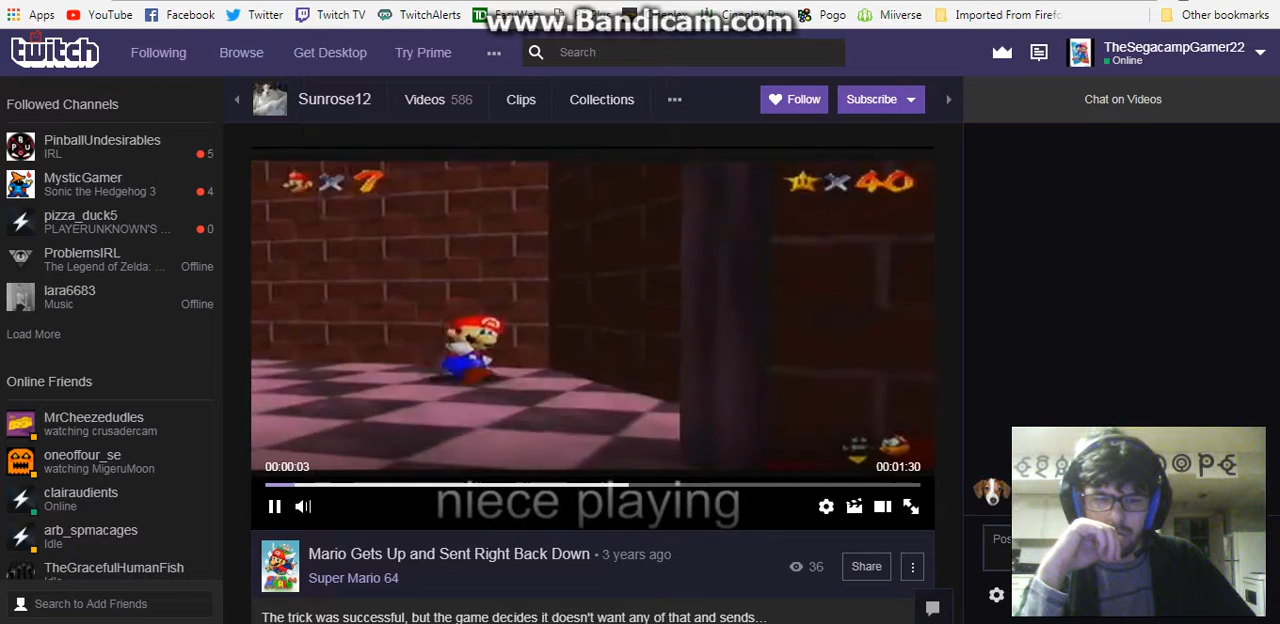 Apps YouTube Facebook Twitter Twitch TV TwitchAlerts Pogo Miiverse Imported From Firefo Other bookmarks
www.Bandicam.com
twitch Following Browse Get Desktop Try Prime Search TheSegacampGamer22
Online
Followed Channels Sunrose12 Videos 586 Clips Collections Follow Subscribe Chat on Videos
PinballUndesirables
IRL 5
MysticGamer
Sonic the Hedgehog 3 4
pizza_duck5
PLAYERUNKNOWN'S ... 0
ProblemsIRL
The Legend of Zelda: ... Offline
lara6683
Music Offline
Load More
Online Friends
MrCheezedudles
watching crusadercam
oneoffour_se
watching MigeruMoon
clairaudients
Online
arb_spmacages
Idle
TheGracefulHumanFish
Idle
Search to Add Friends
7 40
00:00:03 00:01:30
niece playing
Mario Gets Up and Sent Right Back Down • 3 years ago
Super Mario 64
36 Share
The trick was successful, but the game decides it doesn't want any of that and sends...
Pos